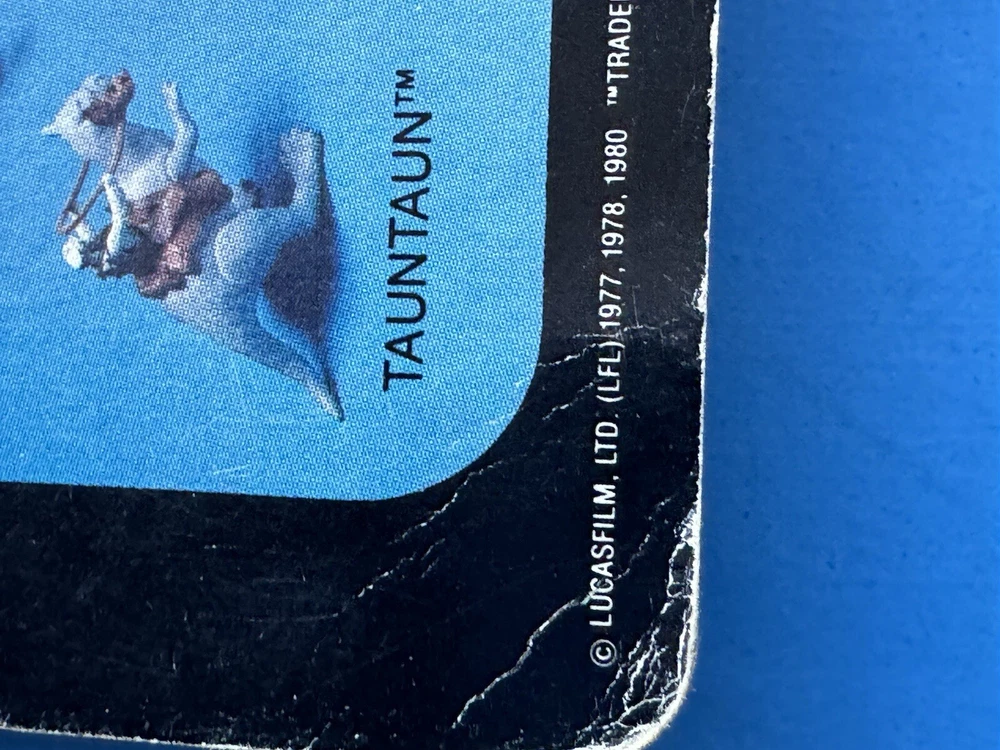 TAUNTAUN™
© LUCASFILM, LTD. (LFL) 1977, 1978, 1980 ™TRADE